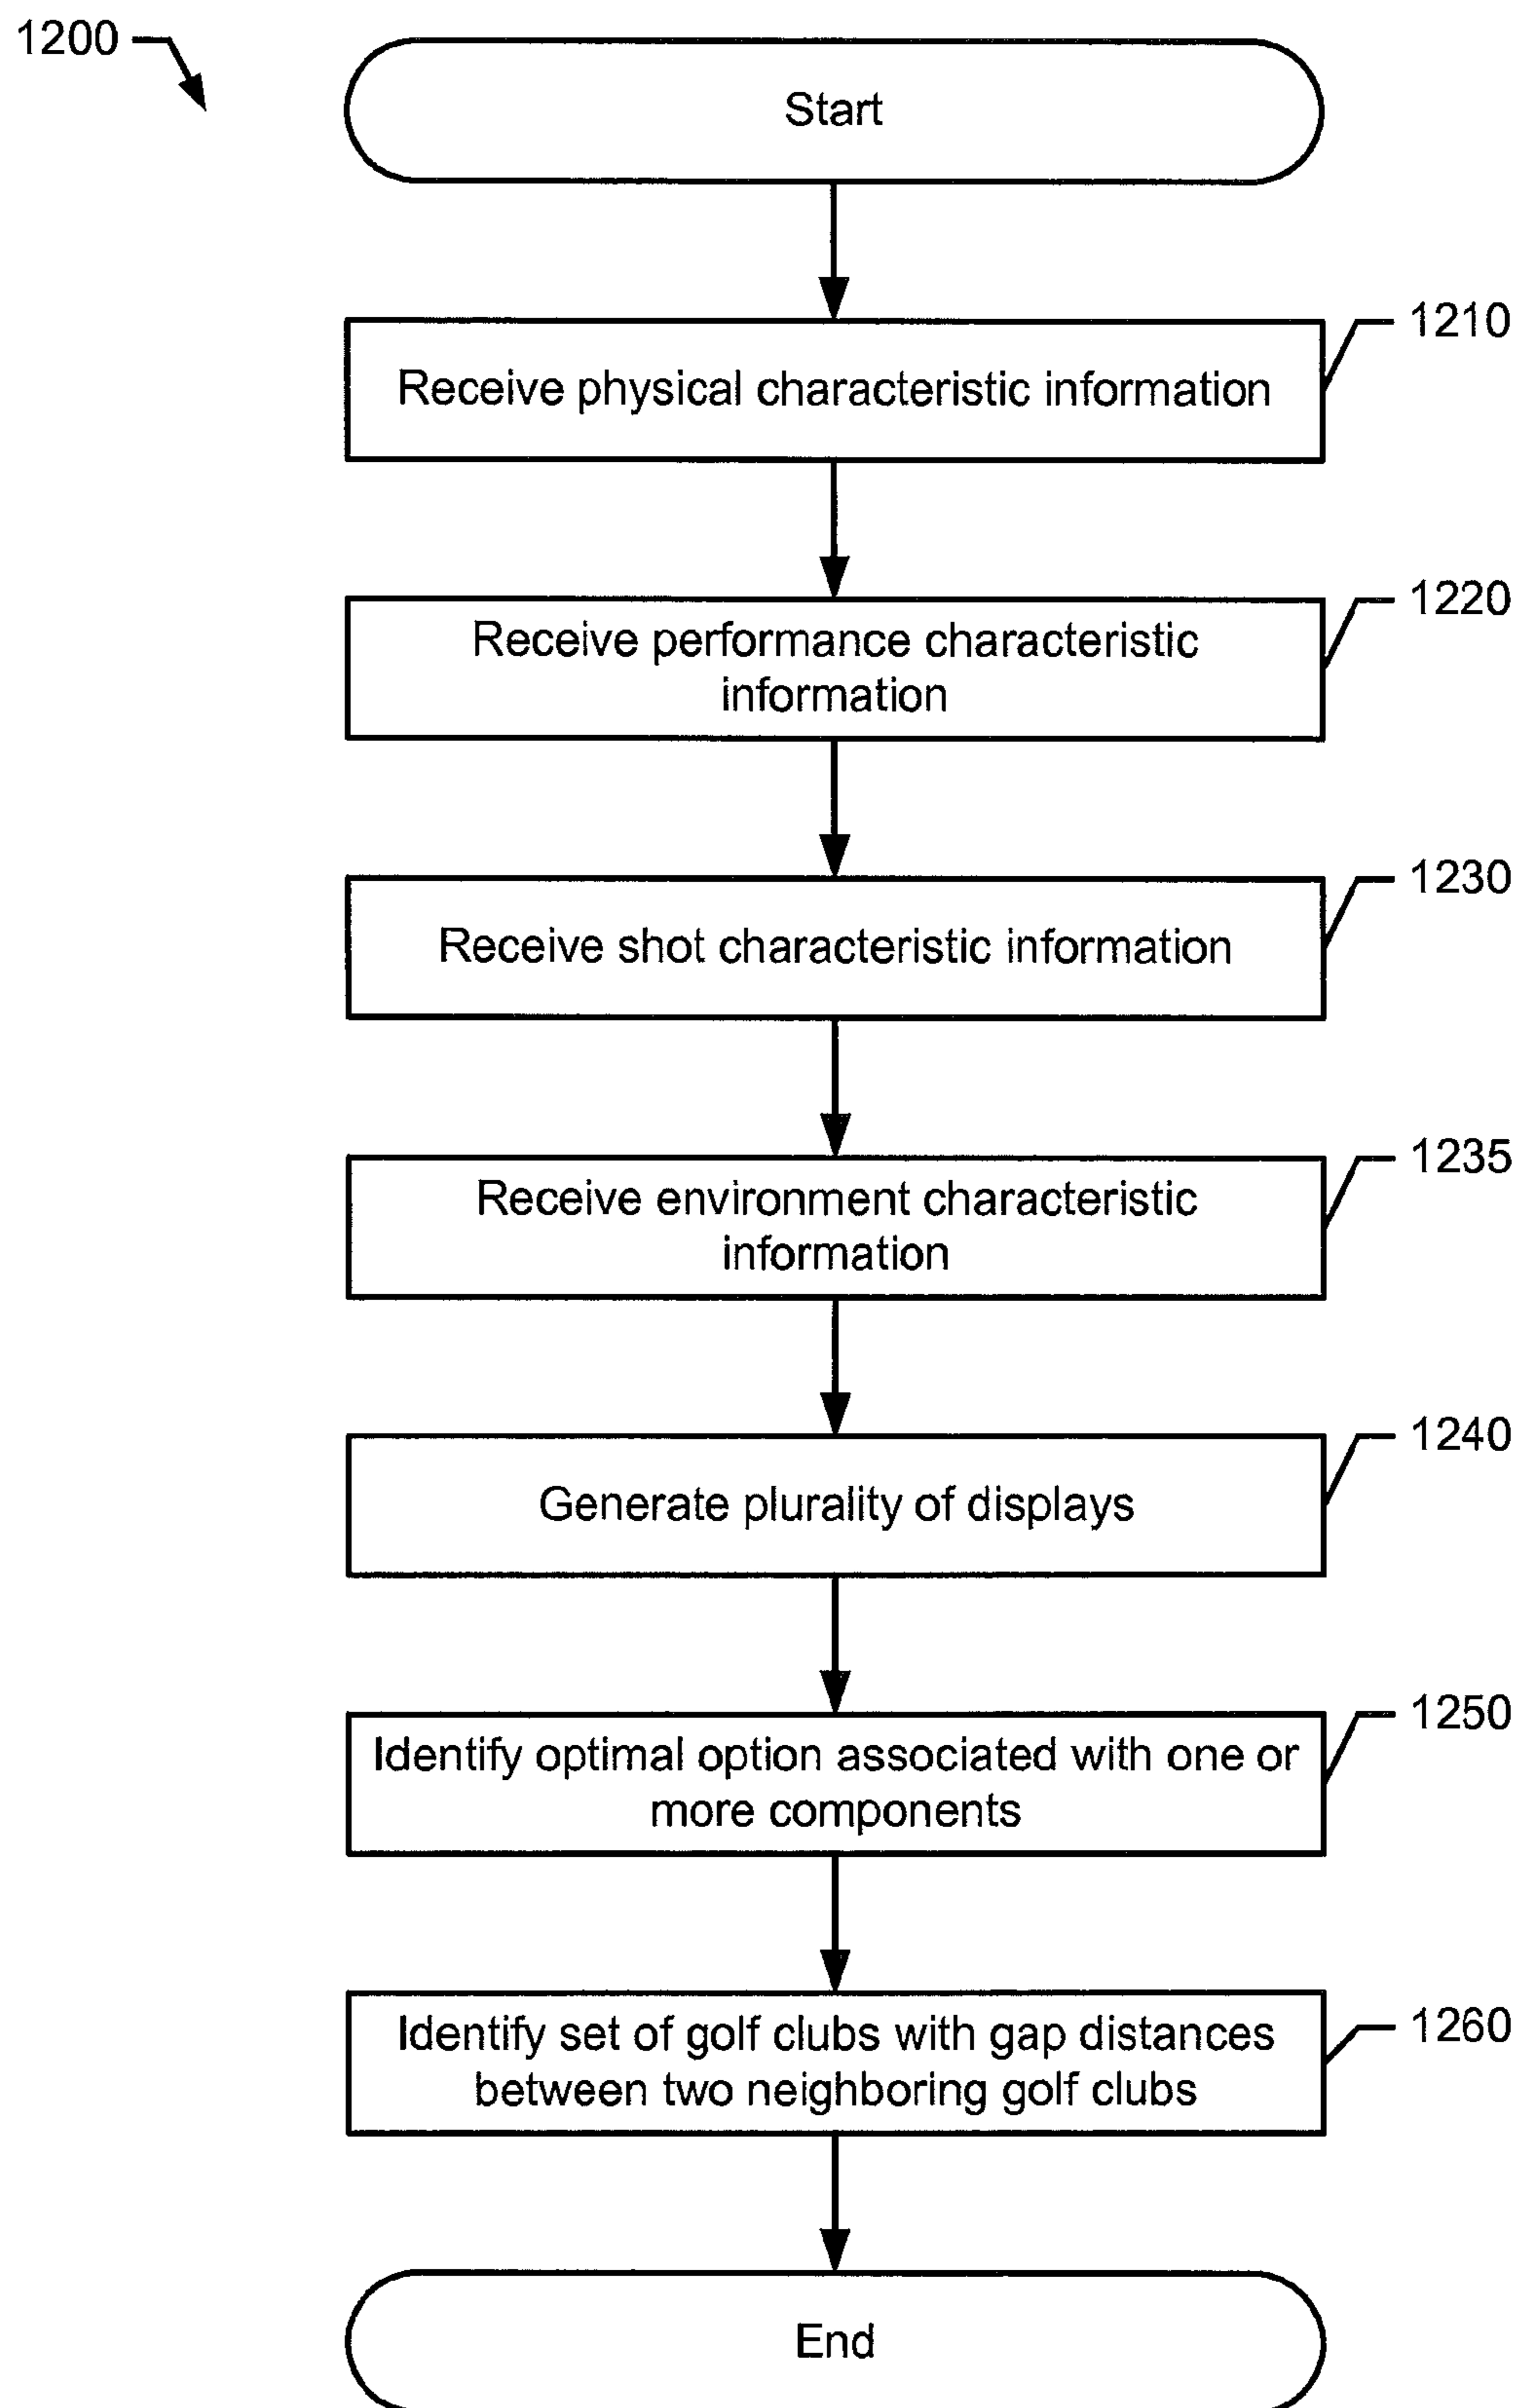 1200
Start
1210
Receive physical characteristic information
1220
Receive performance characteristic
information
1230
Receive shot characteristic information
1235
Receive environment characteristic
information
1240
Generate plurality of displays
1250
Identify optimal option associated with one or
more components
1260
Identify set of golf clubs with gap distances
between two neighboring golf clubs
End